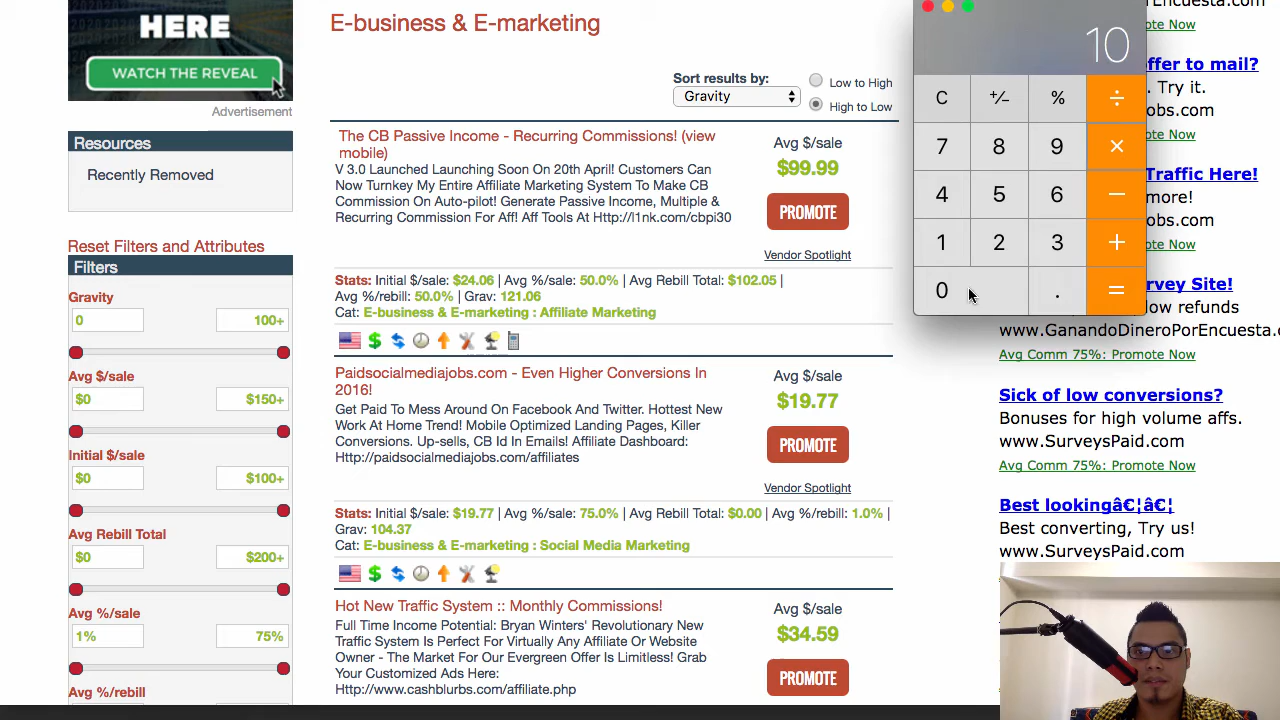 HERE
WATCH THE REVEAL
Advertisement
Resources
Recently Removed
Reset Filters and Attributes
Filters
Gravity
0 100+
Avg $/sale
$0 $150+
Initial $/sale
$0 $100+
Avg Rebill Total
$0 $200+
Avg %/sale
1% 75%
Avg %/rebill
E-business & E-marketing
Sort results by:
Gravity
Low to High
High to Low
The CB Passive Income - Recurring Commissions! (view
mobile)
V 3.0 Launched Launching Soon On 20th April! Customers Can
Now Turnkey My Entire Affiliate Marketing System To Make CB
Commission On Auto-pilot! Generate Passive Income, Multiple &
Recurring Commission For Aff! Aff Tools At Http://l1nk.com/cbpi30
Avg $/sale
$99.99
PROMOTE
Vendor Spotlight
Stats: Initial $/sale: $24.06 | Avg %/sale: 50.0% | Avg Rebill Total: $102.05 |
Avg %/rebill: 50.0% | Grav: 121.06
Cat: E-business & E-marketing : Affiliate Marketing
Paidsocialmediajobs.com - Even Higher Conversions In
2016!
Get Paid To Mess Around On Facebook And Twitter. Hottest New
Work At Home Trend! Mobile Optimized Landing Pages, Killer
Conversions. Up-sells, CB Id In Emails! Affiliate Dashboard:
Http://paidsocialmediajobs.com/affiliates
Avg $/sale
$19.77
PROMOTE
Vendor Spotlight
Stats: Initial $/sale: $19.77 | Avg %/sale: 75.0% | Avg Rebill Total: $0.00 | Avg %/rebill: 1.0% |
Grav: 104.37
Cat: E-business & E-marketing : Social Media Marketing
Hot New Traffic System :: Monthly Commissions!
Full Time Income Potential: Bryan Winters' Revolutionary New
Traffic System Is Perfect For Virtually Any Affiliate Or Website
Owner - The Market For Our Evergreen Offer Is Limitless! Grab
Your Customized Ads Here:
Http://www.cashblurbs.com/affiliate.php
Avg $/sale
$34.59
PROMOTE
10
C +/− % ÷
7 8 9 ×
4 5 6 −
1 2 3 +
0 . =
te Now
offer to mail?
. Try it.
obs.com
te Now
Traffic Here!
more!
obs.com
te Now
rvey Site!
low refunds
www.GanandoDineroPorEncuesta.c
Avg Comm 75%: Promote Now
Sick of low conversions?
Bonuses for high volume affs.
www.SurveysPaid.com
Avg Comm 75%: Promote Now
Best lookingâ€¦â€¦
Best converting, Try us!
www.SurveysPaid.com